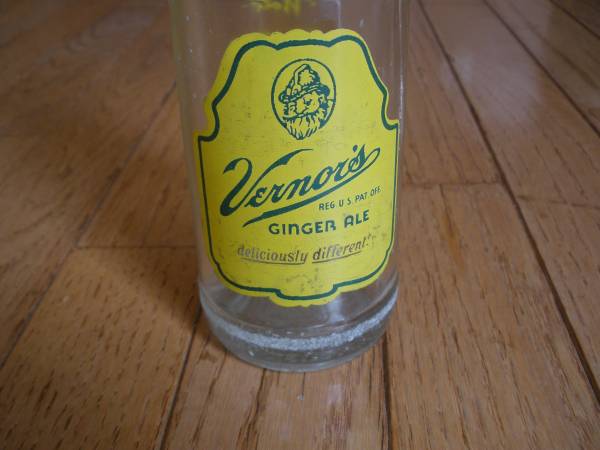 Vernor's
REG. U.S. PAT. OFF.
GINGER ALE
deliciously different!